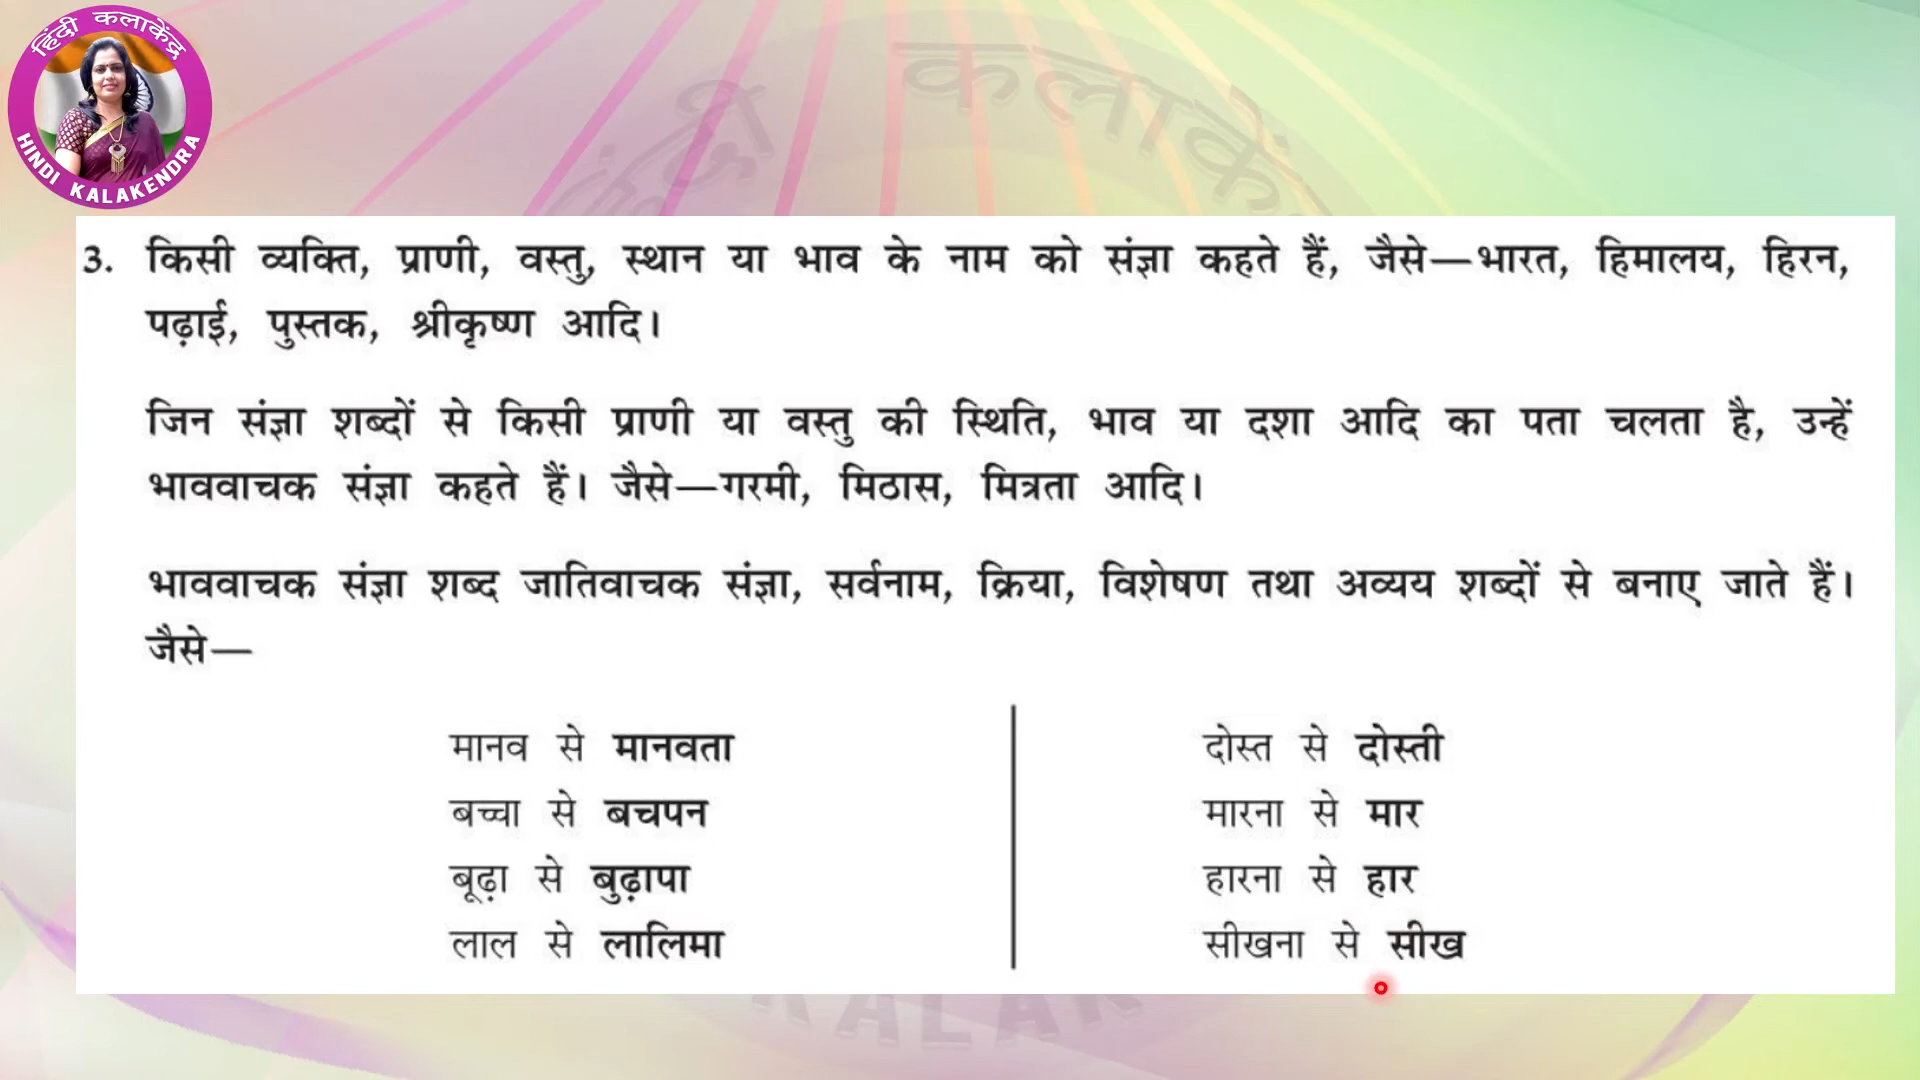 हिंदी कलाकेंद्र
HINDI KALAKENDRA
हिंदी कलाकेंद्र
3. किसी व्यक्ति, प्राणी, वस्तु, स्थान या भाव के नाम को संज्ञा कहते हैं, जैसे—भारत, हिमालय, हिरन,
पढ़ाई, पुस्तक, श्रीकृष्ण आदि।
जिन संज्ञा शब्दों से किसी प्राणी या वस्तु की स्थिति, भाव या दशा आदि का पता चलता है, उन्हें
भाववाचक संज्ञा कहते हैं। जैसे—गरमी, मिठास, मित्रता आदि।
भाववाचक संज्ञा शब्द जातिवाचक संज्ञा, सर्वनाम, क्रिया, विशेषण तथा अव्यय शब्दों से बनाए जाते हैं।
जैसे—
मानव से मानवता
बच्चा से बचपन
बूढ़ा से बुढ़ापा
लाल से लालिमा
दोस्त से दोस्ती
मारना से मार
हारना से हार
सीखना से सीख